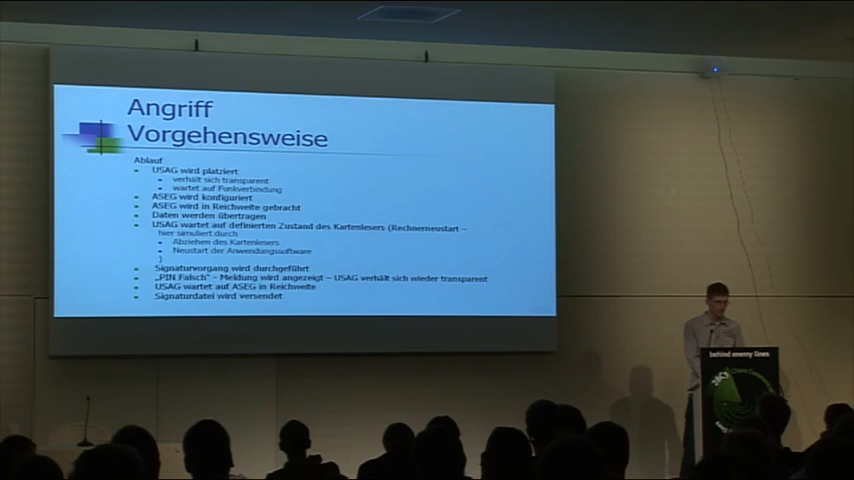 Angriff
Vorgehensweise
Ablauf
USAG wird platziert
verhält sich transparent
wartet auf Funkverbindung
ASEG wird konfiguriert
ASEG wird in Reichweite gebracht
Daten werden übertragen
USAG wartet auf definierten Zustand des Kartenlesers (Rechnerneustart –
hier simuliert durch
Abziehen des Kartenlesers
Neustart der Anwendungssoftware
)
Signaturvorgang wird durchgeführt
„PIN Falsch" - Meldung wird angezeigt – USAG verhält sich wieder transparent
USAG wartet auf ASEG in Reichweite
Signaturdatei wird versendet
behind enemy lines